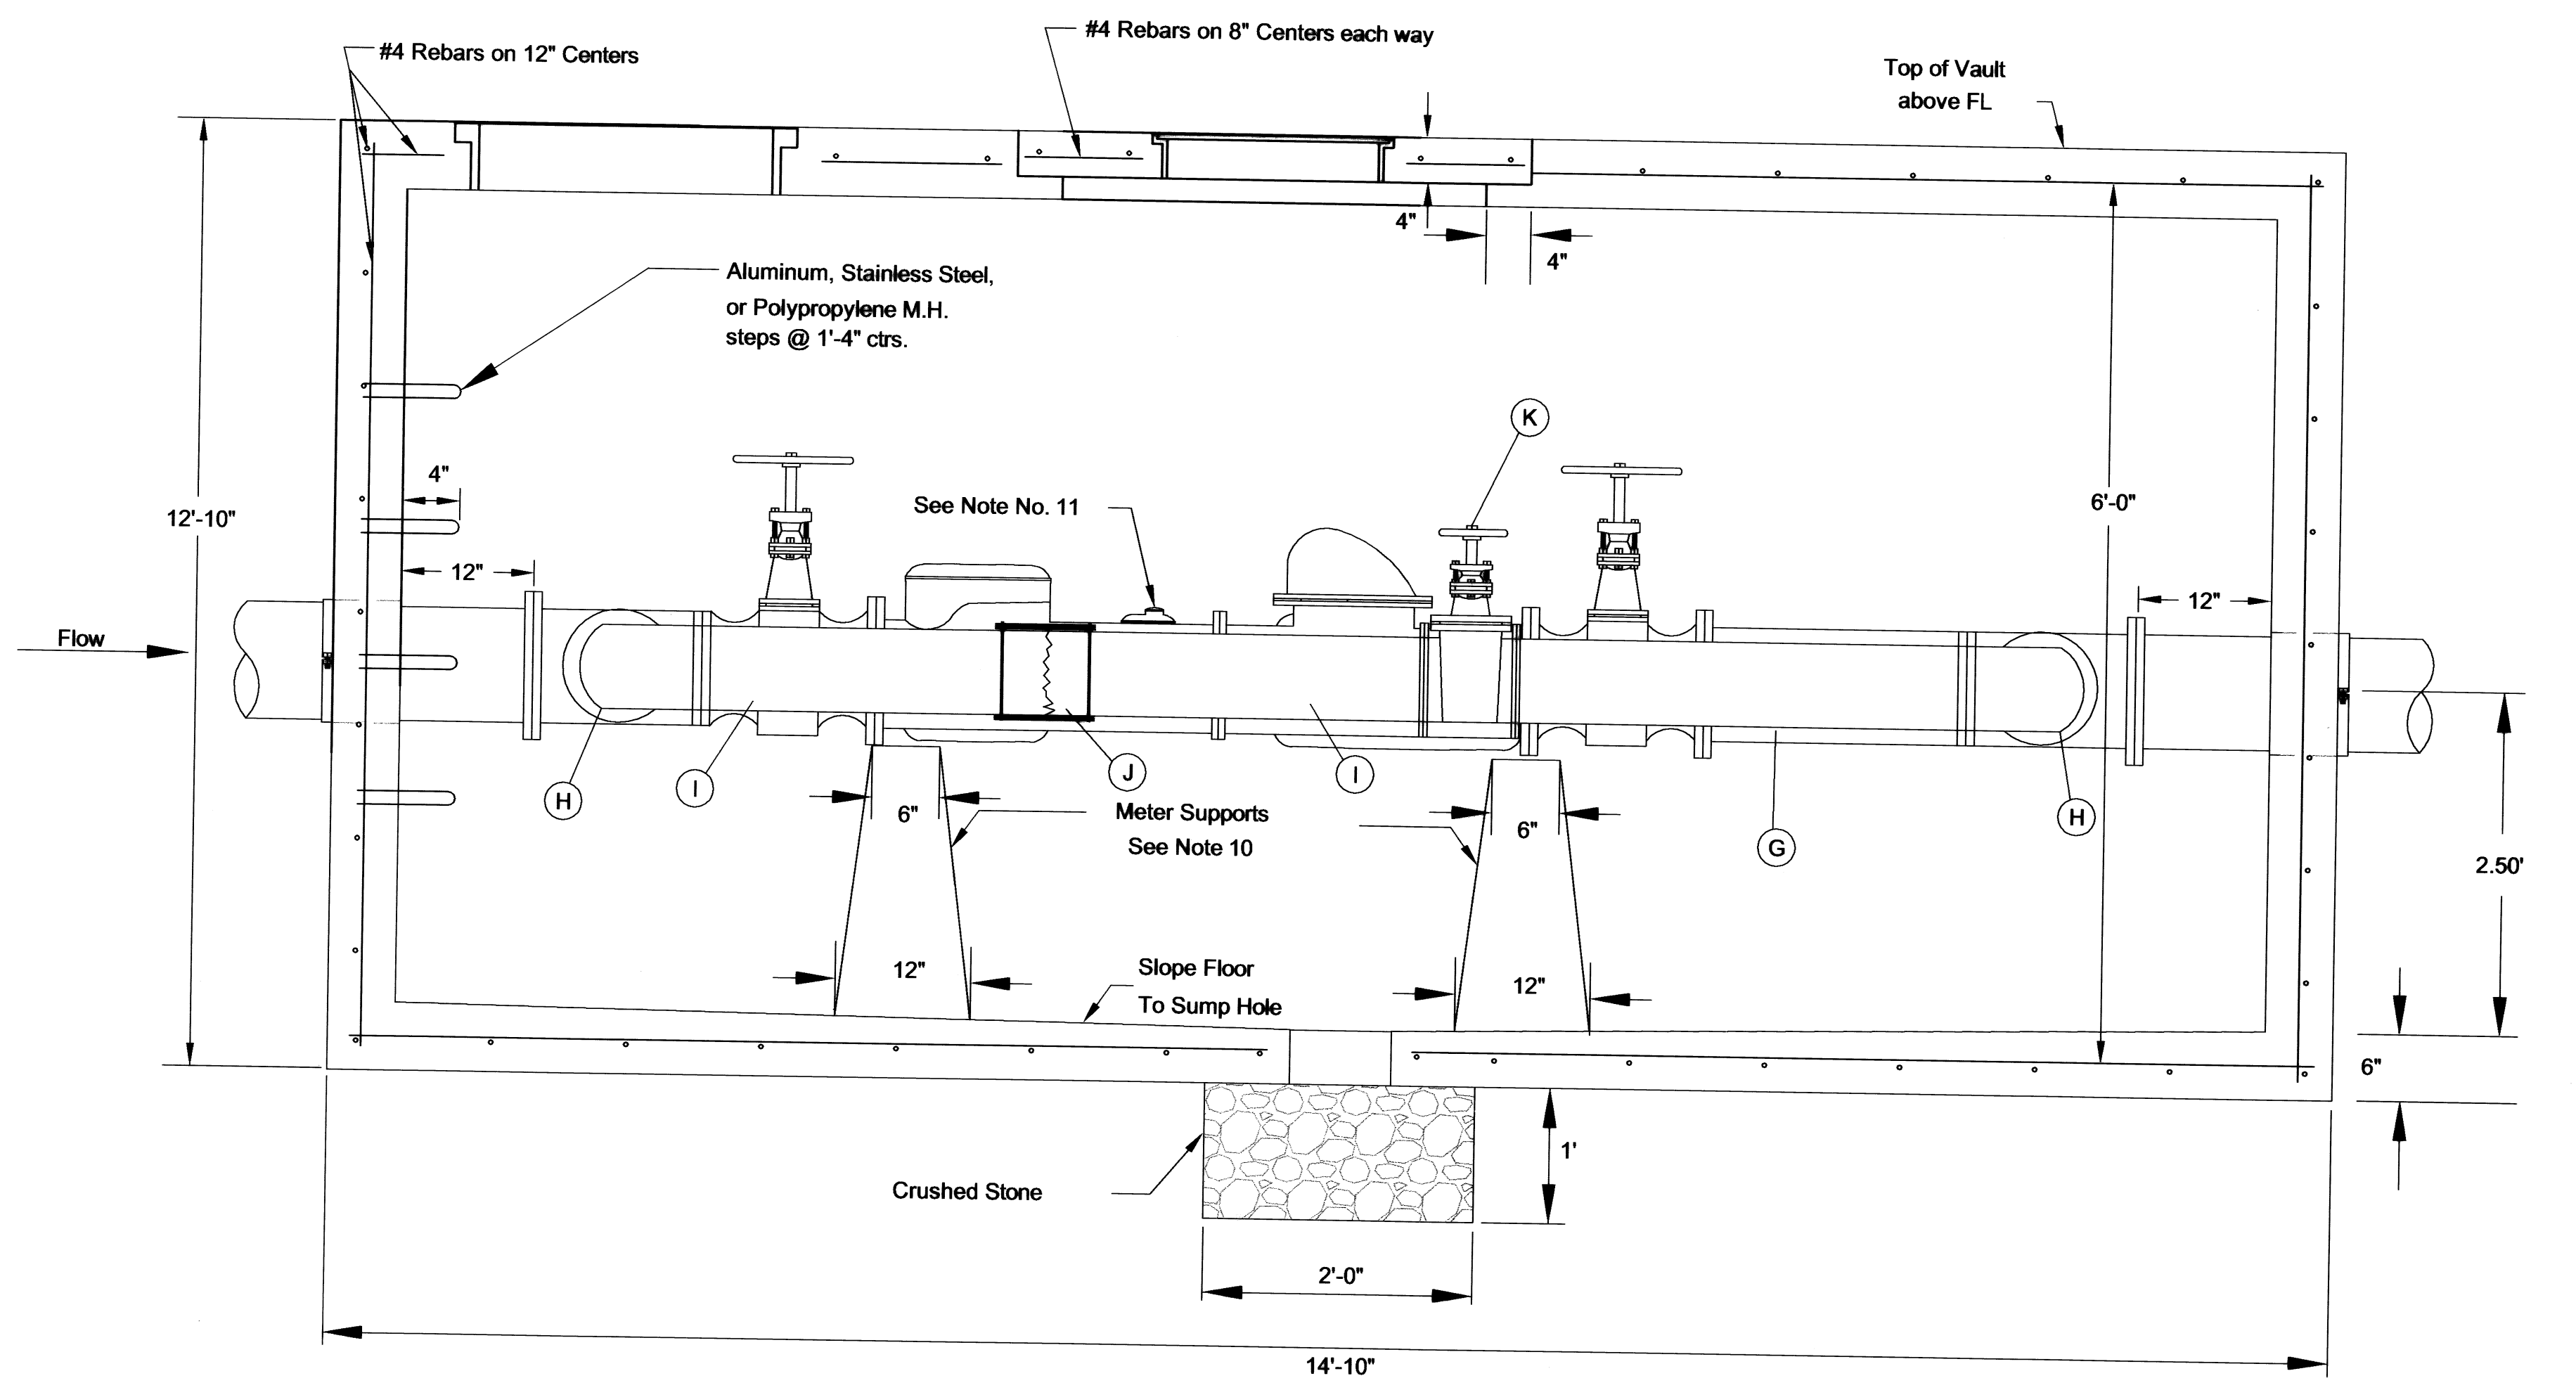 #4 Rebars on 12" Centers
#4 Rebars on 8" Centers each way
Top of Vault
above FL
4"
4"
Aluminum, Stainless Steel,
or Polypropylene M.H.
steps @ 1'-4" ctrs.
K
4"
See Note No. 11
6'-0"
12'-10"
12"
12"
Flow
H
I
J
I
H
G
6"
Meter Supports
See Note 10
6"
2.50'
12"
Slope Floor
To Sump Hole
12"
6"
1'
Crushed Stone
2'-0"
14'-10"